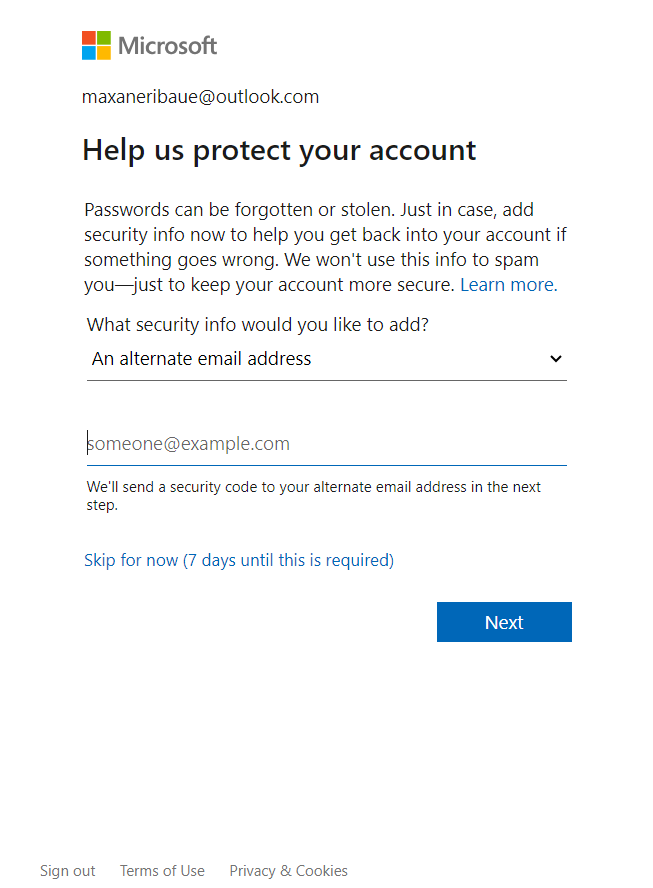 Microsoft
maxaneribaue@outlook.com
Help us protect your account
Passwords can be forgotten or stolen. Just in case, add
security info now to help you get back into your account if
something goes wrong. We won't use this info to spam
you—just to keep your account more secure. Learn more.
What security info would you like to add?
An alternate email address
someone@example.com
We'll send a security code to your alternate email address in the next
step.
Skip for now (7 days until this is required)
Next
Sign out Terms of Use Privacy & Cookies